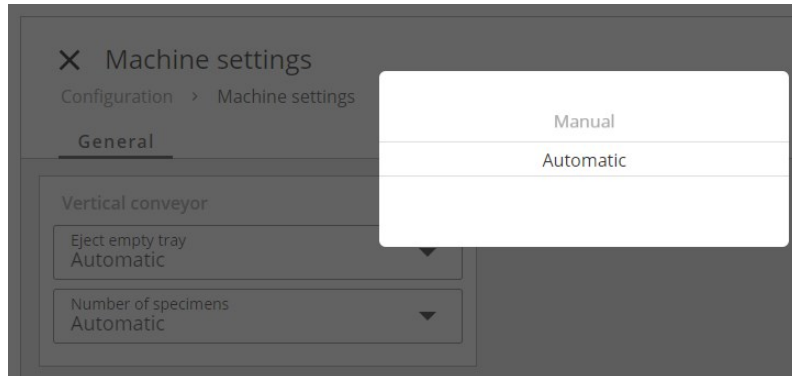 Machine settings
Configuration > Machine settings
General
Vertical conveyor
Eject empty tray
Automatic
Number of specimens
Automatic
Manual
Automatic